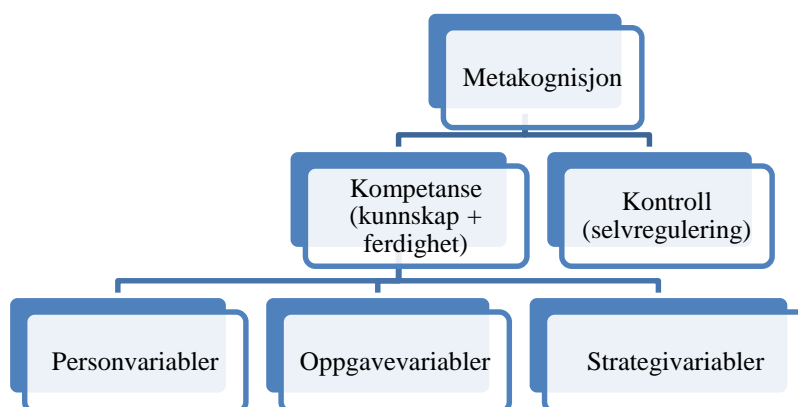 Metakognisjon
Kompetanse
(kunnskap +
ferdighet)
Kontroll
(selvregulering)
Personvariabler
Oppgavevariabler
Strategivariabler